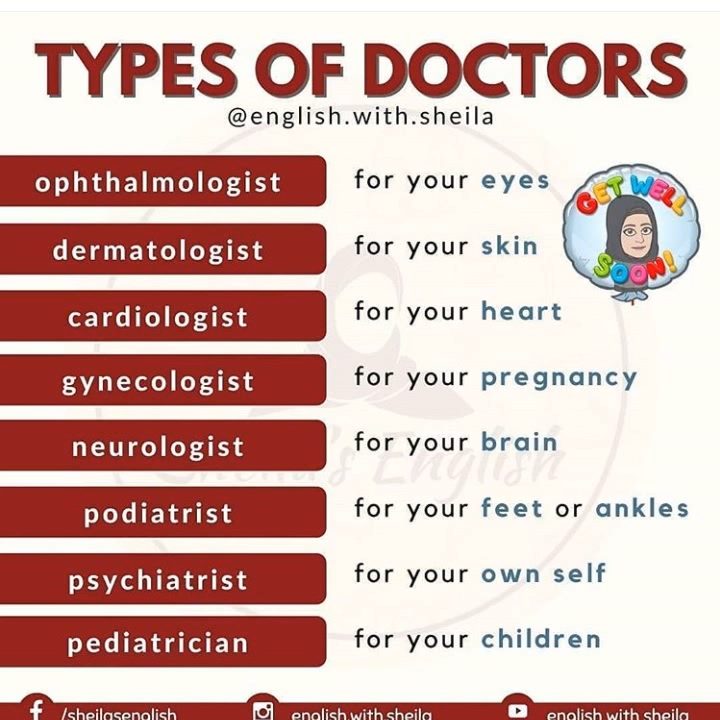 TYPES OF DOCTORS
@english.with.sheila
ophthalmologist for your eyes
GET WELL
SOON!
dermatologist for your skin
cardiologist for your heart
gynecologist for your pregnancy
neurologist for your brain
Sheila's English
podiatrist for your feet or ankles
psychiatrist for your own self
pediatrician for your children
/sheilasenglish english.with.sheila english with sheila